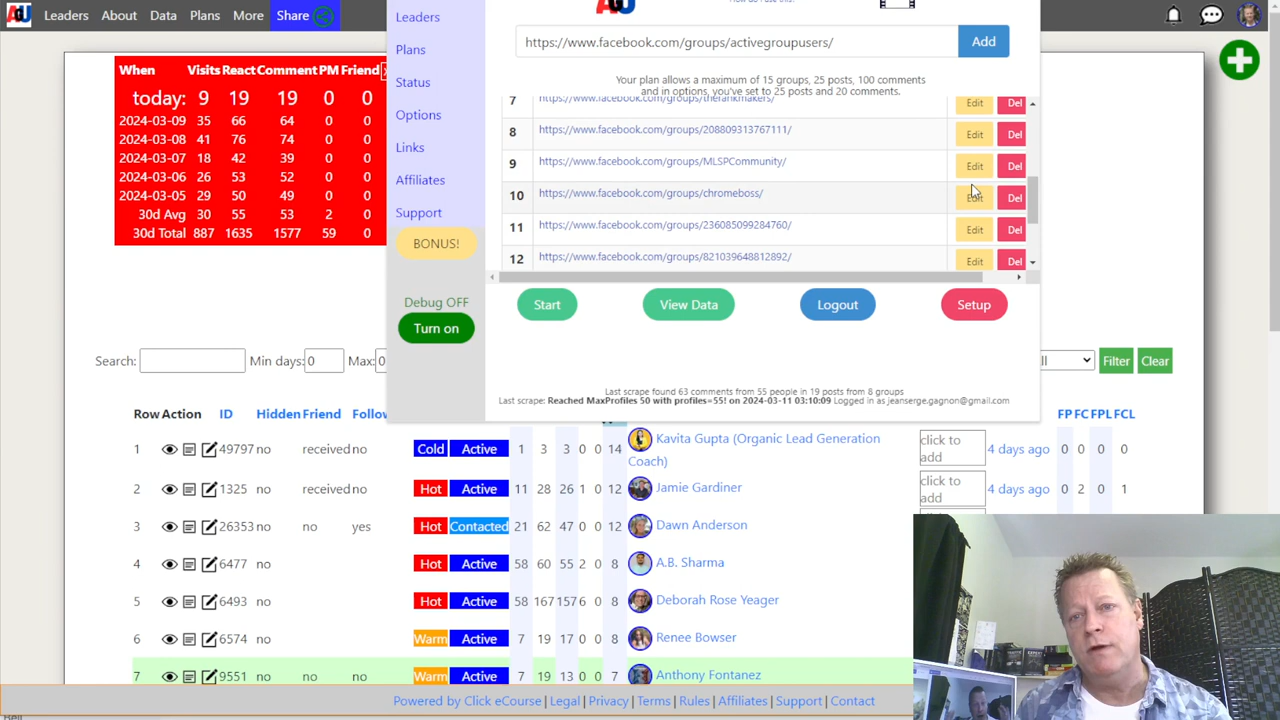 AGU Leaders About Data Plans More Share
When Visits React Comment PM Friend x
today: 9 19 19 0 0
2024-03-09 35 66 64 0 0
2024-03-08 41 76 74 0 0
2024-03-07 18 42 39 0 0
2024-03-06 26 53 52 0 0
2024-03-05 29 50 49 0 0
30d Avg 30 55 53 2 0
30d Total 887 1635 1577 59 0
Leaders
Plans
Status
Options
Links
Affiliates
Support
BONUS!
Debug OFF
Turn on
https://www.facebook.com/groups/activegroupusers/ Add
Your plan allows a maximum of 15 groups, 25 posts, 100 comments
and in options, you've set to 25 posts and 20 comments.
7 https://www.facebook.com/groups/therankmakers/ Edit Del
8 https://www.facebook.com/groups/208809313767111/ Edit Del
9 https://www.facebook.com/groups/MLSPCommunity/ Edit Del
10 https://www.facebook.com/groups/chromeboss/ Edit Del
11 https://www.facebook.com/groups/236085099284760/ Edit Del
12 https://www.facebook.com/groups/821039648812892/ Edit Del
Start View Data Logout Setup
Last scrape found 63 comments from 55 people in 19 posts from 8 groups
Last scrape: Reached MaxProfiles 50 with profiles=55! on 2024-03-11 03:10:09 Logged in as jeanserge.gagnon@gmail.com
Search: Min days: 0 Max: 0 ll Filter Clear
Row Action ID Hidden Friend Follo FP FC FPL FCL
1 49797 no received no Cold Active 1 3 3 0 0 14 Kavita Gupta (Organic Lead Generation Coach) click to add 4 days ago 0 0 0 0
2 1325 no received no Hot Active 11 28 26 1 0 12 Jamie Gardiner click to add 4 days ago 0 2 0 1
3 26353 no no yes Hot Contacted 21 62 47 0 0 12 Dawn Anderson
4 6477 no Hot Active 58 60 55 2 0 8 A.B. Sharma
5 6493 no Hot Active 58 167 157 6 0 8 Deborah Rose Yeager
6 6574 no Warm Active 7 19 17 0 0 8 Renee Bowser
7 9551 no no no Warm Active 7 19 13 0 0 7 Anthony Fontanez
Powered by Click eCourse | Legal | Privacy | Terms | Rules | Affiliates | Support | Contact